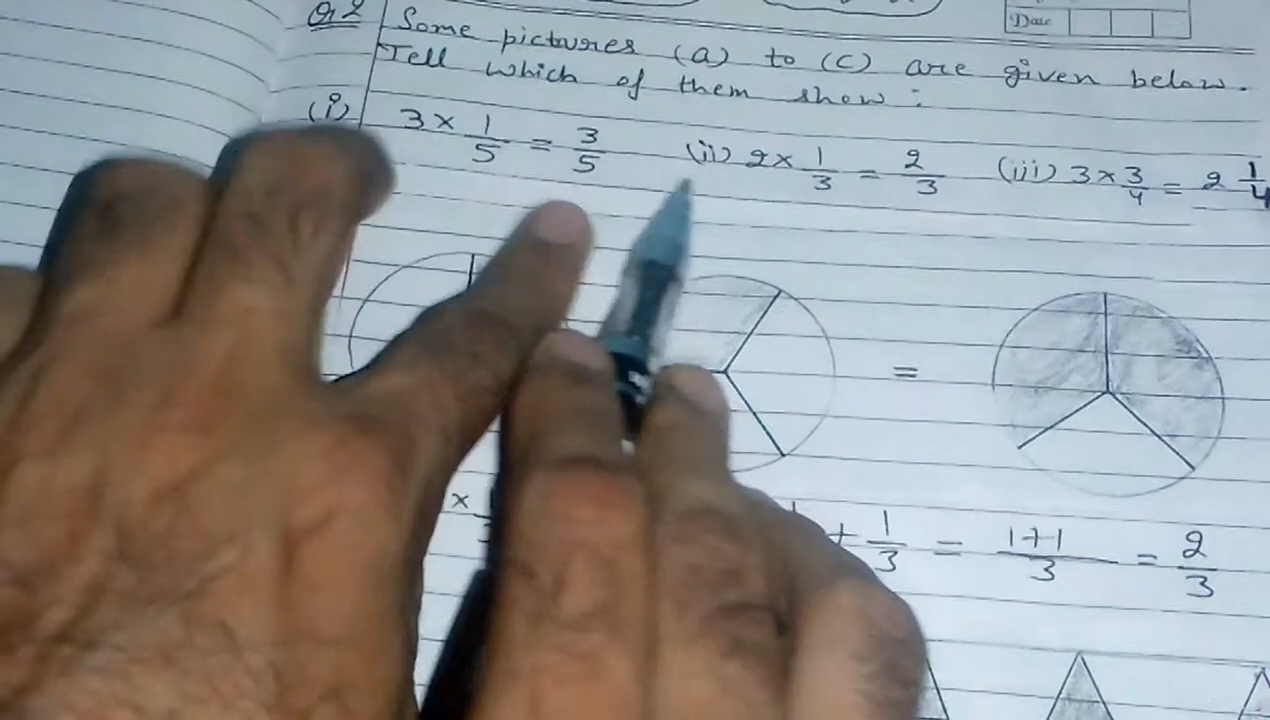 Date
Q2 Some pictures (a) to (c) are given below.
Tell which of them show :
(i) 3 × 1/5 = 3/5 (ii) 2 × 1/3 = 2/3 (iii) 3 × 3/4 = 2 1/4
=
× + 1/3 = 1+1/3 = 2/3